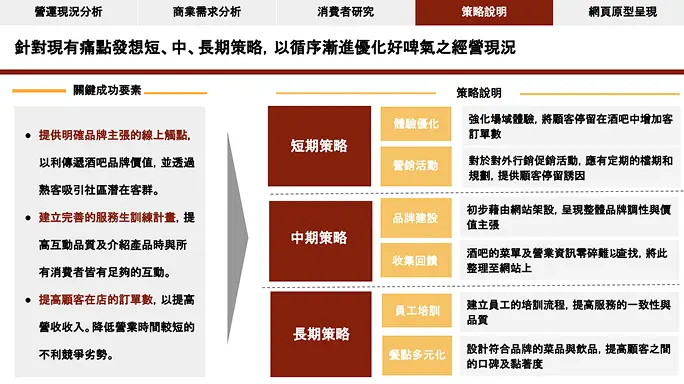 營運現況分析
商業需求分析
消費者研究
策略說明
網頁原型呈現
針對現有痛點發想短、中、長期策略，以循序漸進優化好啤氣之經營現況
關鍵成功要素
• 提供明確品牌主張的線上觸點，
以利傳遞酒吧品牌價值，並透過
熟客吸引社區潛在客群。
• 建立完善的服務生訓練計畫，提
高互動品質及介紹產品時與所
有消費者皆有足夠的互動。
• 提高顧客在店的訂單數，以提高
營收收入。降低營業時間較短的
不利競爭劣勢。
策略說明
短期策略
體驗優化
強化場域體驗，將顧客停留在酒吧中增加客
訂單數
營銷活動
對於對外行銷促銷活動，應有定期的檔期和
規劃，提供顧客停留誘因
中期策略
品牌建設
初步藉由網站架設，呈現整體品牌調性與價
值主張
收集回饋
酒吧的菜單及營業資訊零碎難以查找，將此
整理至網站上
長期策略
員工培訓
建立員工的培訓流程，提高服務的一致性與
品質
餐點多元化
設計符合品牌的菜品與飲品，提高顧客之間
的口碑及黏著度